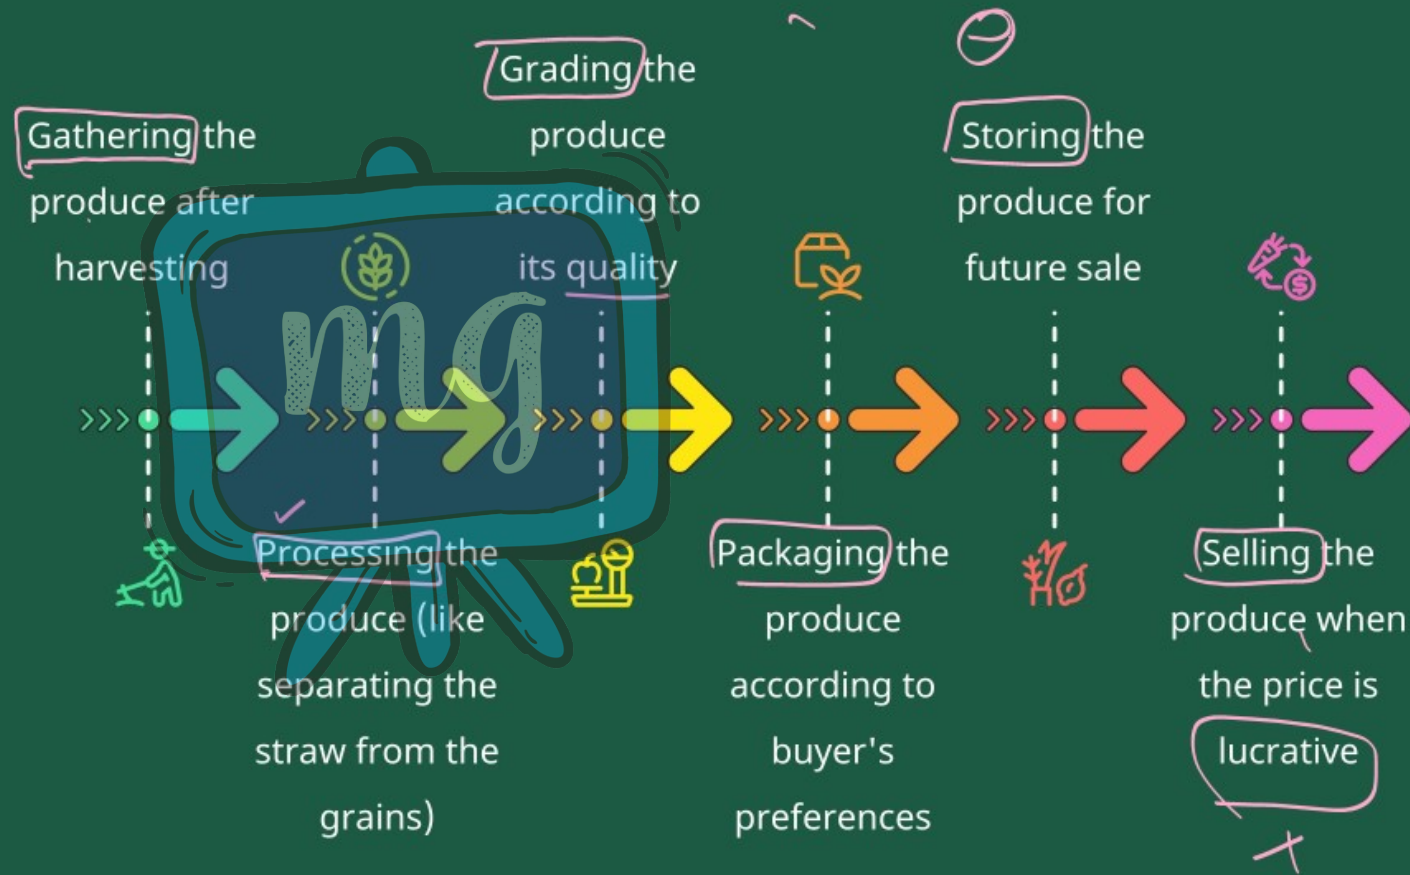 Gathering the
produce after
harvesting
Processing the
produce (like
separating the
straw from the
grains)
Grading the
produce
according to
its quality
Packaging the
produce
according to
buyer's
preferences
Storing the
produce for
future sale
Selling the
produce when
the price is
lucrative
mg